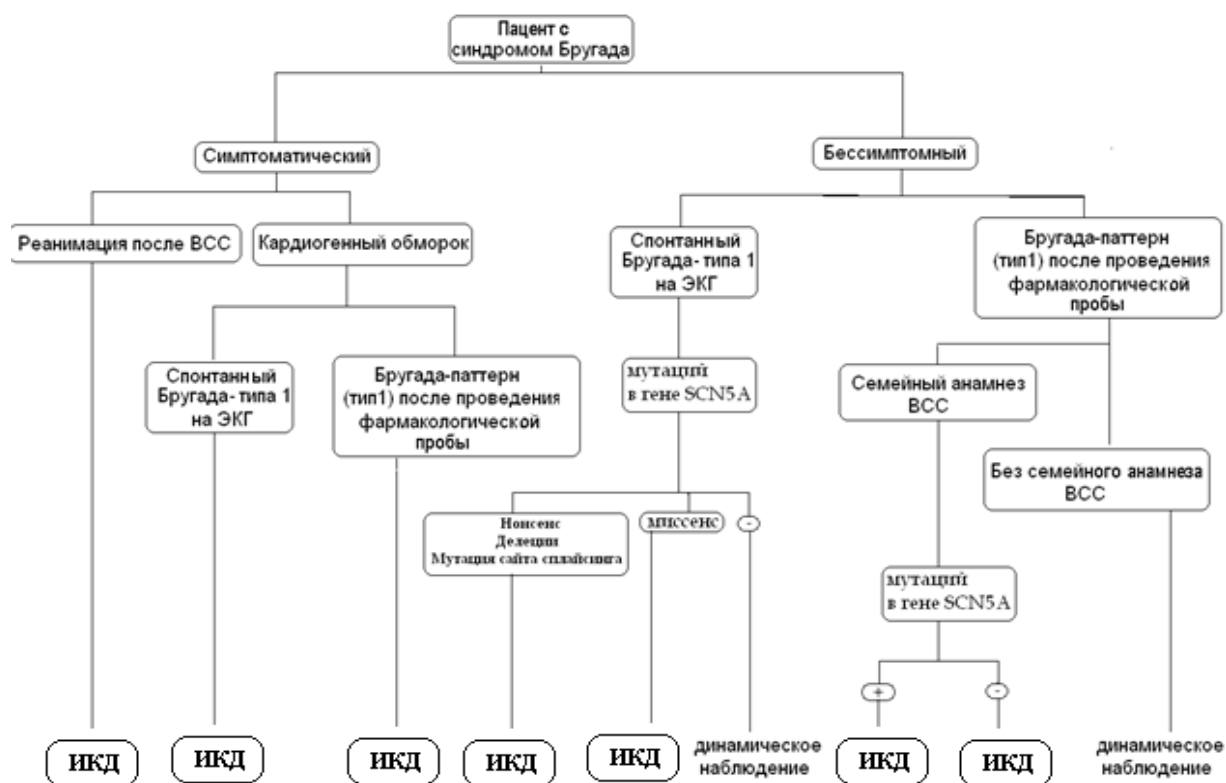 Пацент с
синдромом Бругада
Симптоматический
Бессимптомный
Реанимация после ВСС
Кардиогенный обморок
Спонтанный
Бругада- типа 1
на ЭКГ
Бругада-паттерн
(тип1) после проведения
фармакологической
пробы
Спонтанный
Бругада- типа 1
на ЭКГ
Бругада-паттерн
(тип1) после проведения
фармакологической
пробы
мутаций
в гене SCN5A
Семейный анамнез
ВСС
Без семейного анамнеза
ВСС
Нонсенс
Делеции
Мутация сайта сплайсинга
миссенс
-
мутаций
в гене SCN5A
+
-
ИКД
ИКД
ИКД
ИКД
ИКД
динамическое
наблюдение
ИКД
ИКД
динамическое
наблюдение